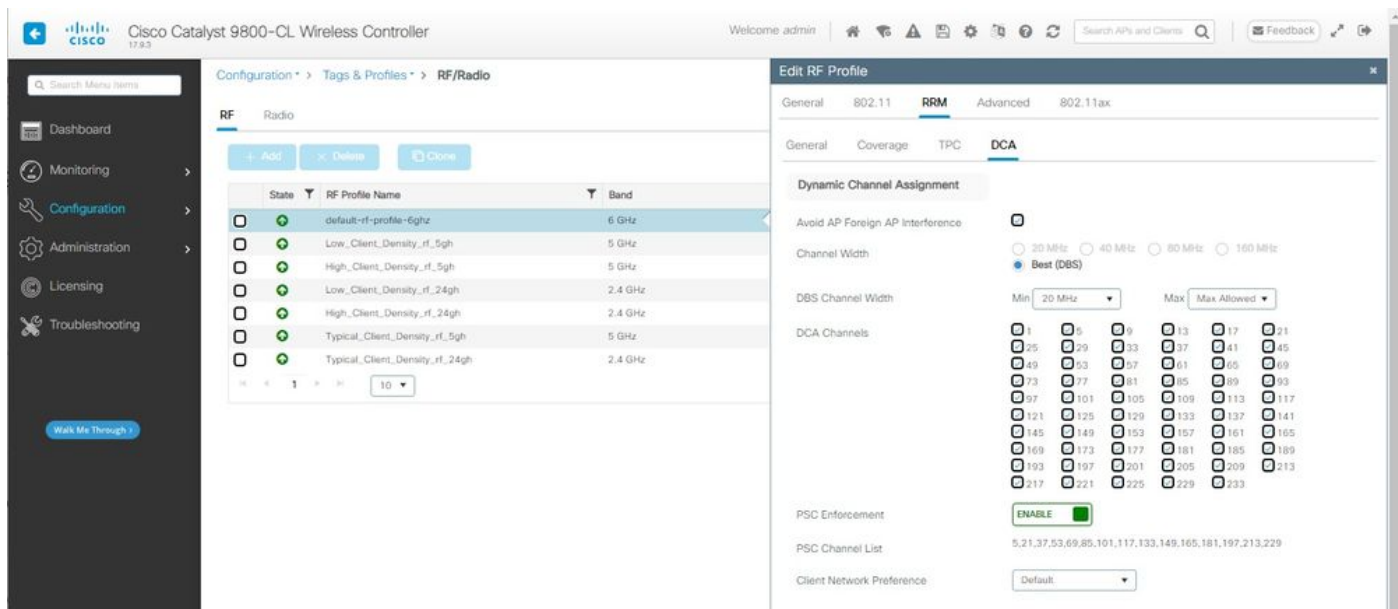 CISCO
Cisco Catalyst 9800-CL Wireless Controller
17.9.3
Welcome admin
Search APs and Clients
Feedback
Search Menu Items
Dashboard
Monitoring
Configuration
Administration
Licensing
Troubleshooting
Walk Me Through >
Configuration > Tags & Profiles > RF/Radio
RF Radio
+ Add × Delete Clone
State RF Profile Name Band
default-rf-profile-6ghz 6 GHz
Low_Client_Density_rf_5gh 5 GHz
High_Client_Density_rf_5gh 5 GHz
Low_Client_Density_rf_24gh 2.4 GHz
High_Client_Density_rf_24gh 2.4 GHz
Typical_Client_Density_rf_5gh 5 GHz
Typical_Client_Density_rf_24gh 2.4 GHz
1 10
Edit RF Profile
General 802.11 RRM Advanced 802.11ax
General Coverage TPC DCA
Dynamic Channel Assignment
Avoid AP Foreign AP Interference
Channel Width 20 MHz 40 MHz 80 MHz 160 MHz
Best (DBS)
DBS Channel Width Min 20 MHz Max Max Allowed
DCA Channels 1 5 9 13 17 21
25 29 33 37 41 45
49 53 57 61 65 69
73 77 81 85 89 93
97 101 105 109 113 117
121 125 129 133 137 141
145 149 153 157 161 165
169 173 177 181 185 189
193 197 201 205 209 213
217 221 225 229 233
PSC Enforcement ENABLE
PSC Channel List 5,21,37,53,69,85,101,117,133,149,165,181,197,213,229
Client Network Preference Default